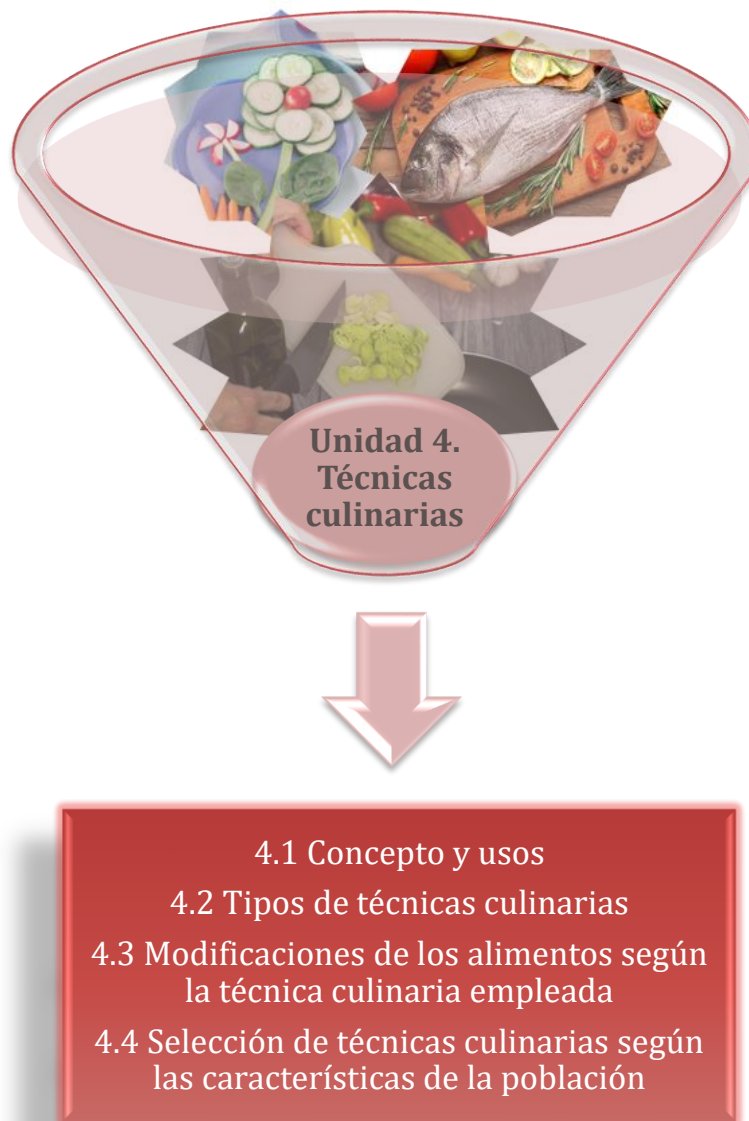 Unidad 4.
Técnicas
culinarias
4.1 Concepto y usos
4.2 Tipos de técnicas culinarias
4.3 Modificaciones de los alimentos según
la técnica culinaria empleada
4.4 Selección de técnicas culinarias según
las características de la población